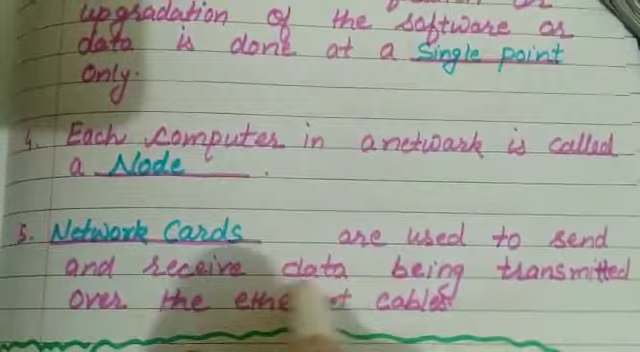 upgradation of the software or
data is done at a Single point
only.
4. Each computer in a network is called
a Node .
5. Network Cards are used to send
and receive data being transmitted
over the cables